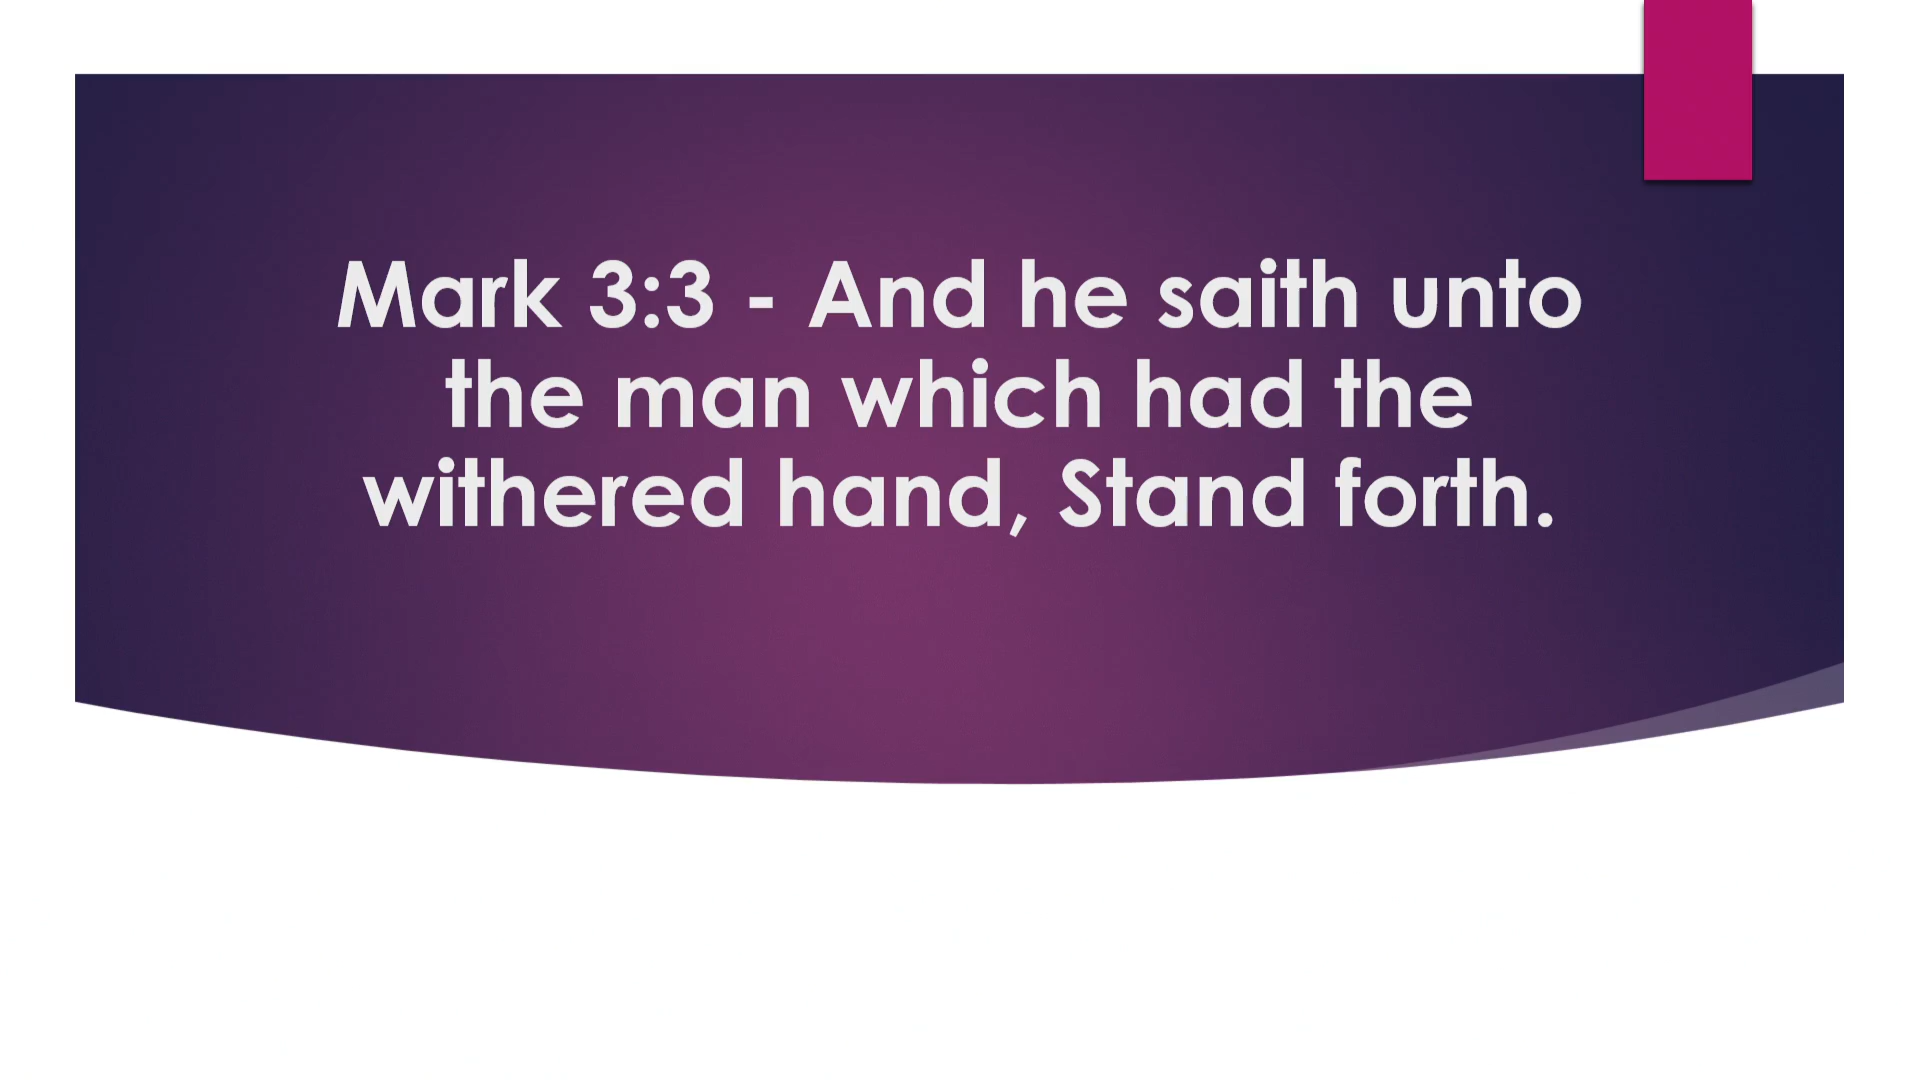 Mark 3:3 - And he saith unto
the man which had the
withered hand, Stand forth.